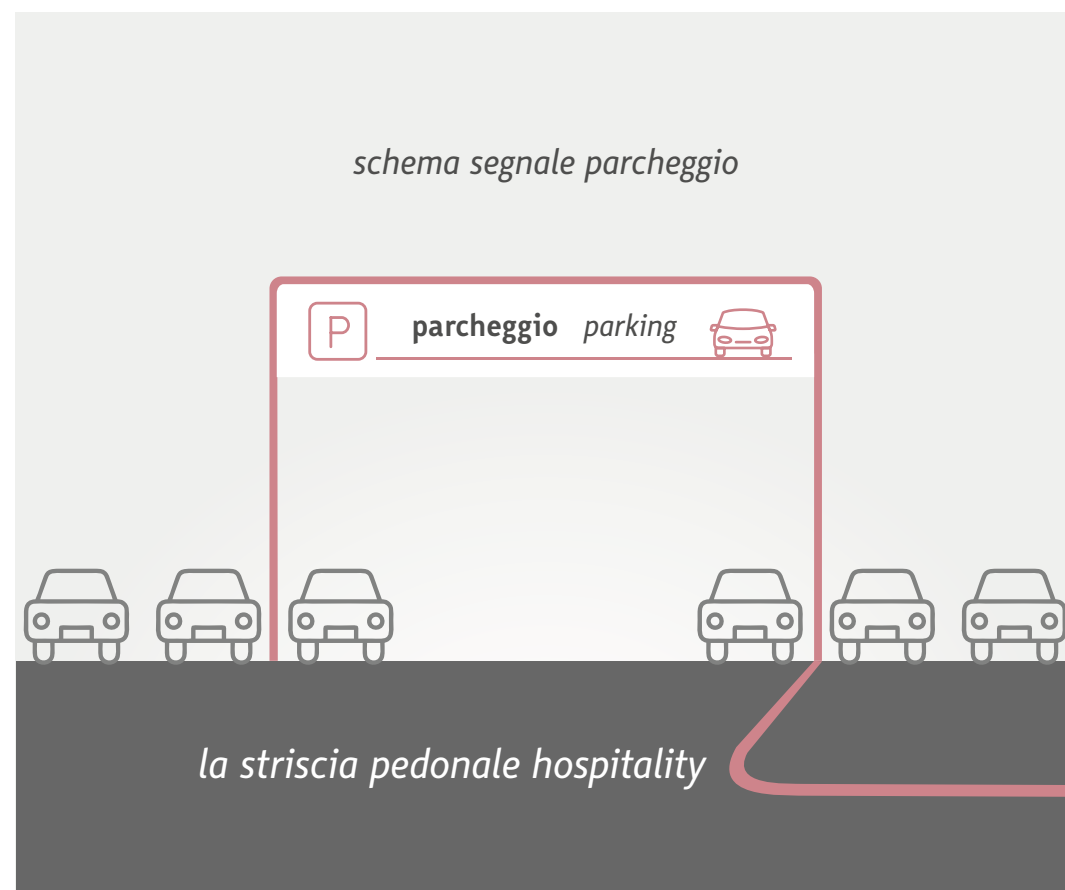 schema segnale parcheggio
P parcheggio parking
la striscia pedonale hospitality